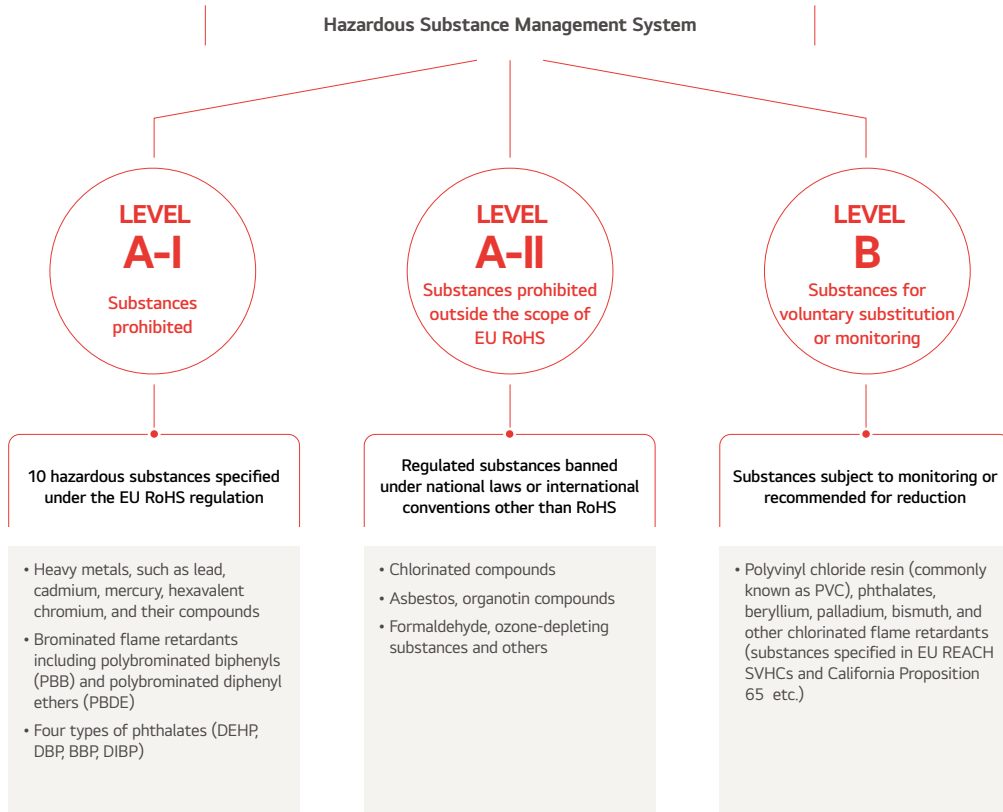 Hazardous Substance Management System
LEVEL
A-I
Substances
prohibited
10 hazardous substances specified
under the EU RoHS regulation
• Heavy metals, such as lead,
cadmium, mercury, hexavalent
chromium, and their compounds
• Brominated flame retardants
including polybrominated biphenyls
(PBB) and polybrominated diphenyl
ethers (PBDE)
• Four types of phthalates (DEHP,
DBP, BBP, DIBP)
LEVEL
A-II
Substances prohibited
outside the scope of
EU RoHS
Regulated substances banned
under national laws or international
conventions other than RoHS
• Chlorinated compounds
• Asbestos, organotin compounds
• Formaldehyde, ozone-depleting
substances and others
LEVEL
B
Substances for
voluntary substitution
or monitoring
Substances subject to monitoring or
recommended for reduction
• Polyvinyl chloride resin (commonly
known as PVC), phthalates,
beryllium, palladium, bismuth, and
other chlorinated flame retardants
(substances specified in EU REACH
SVHCs and California Proposition
65 etc.)